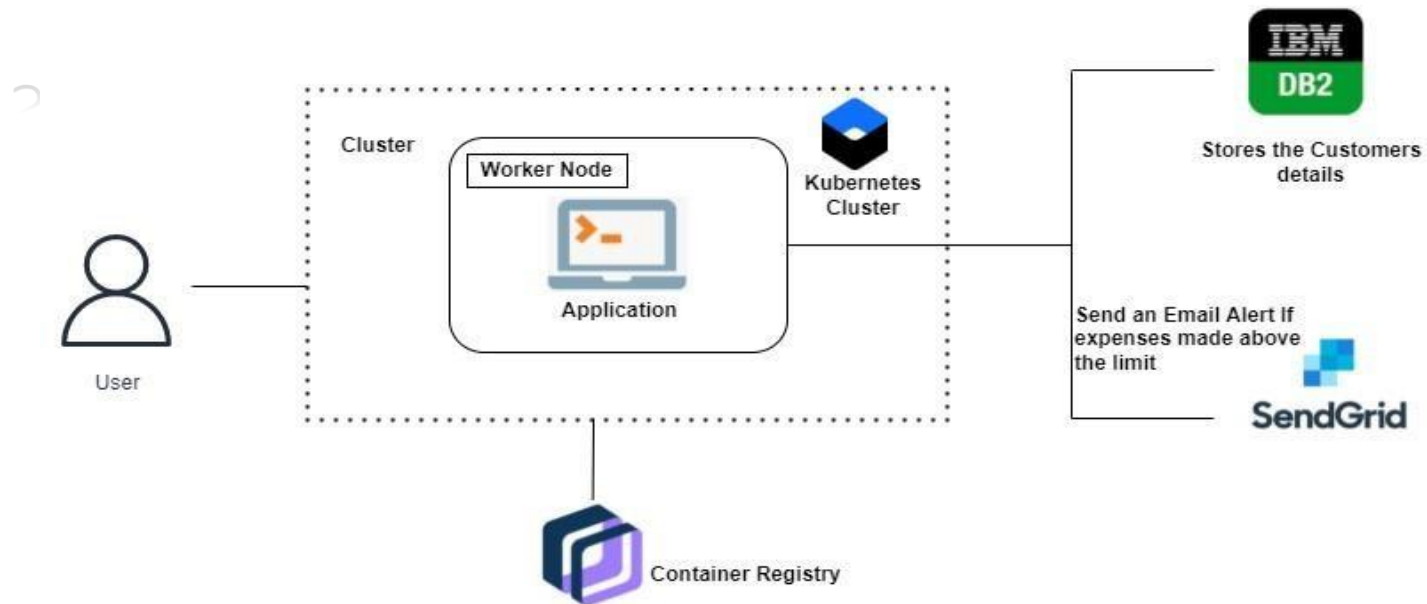 IBM
DB2
Stores the Customers
details
Cluster
Worker Node
Kubernetes
Cluster
Application
User
Send an Email Alert If
expenses made above
the limit
SendGrid
Container Registry